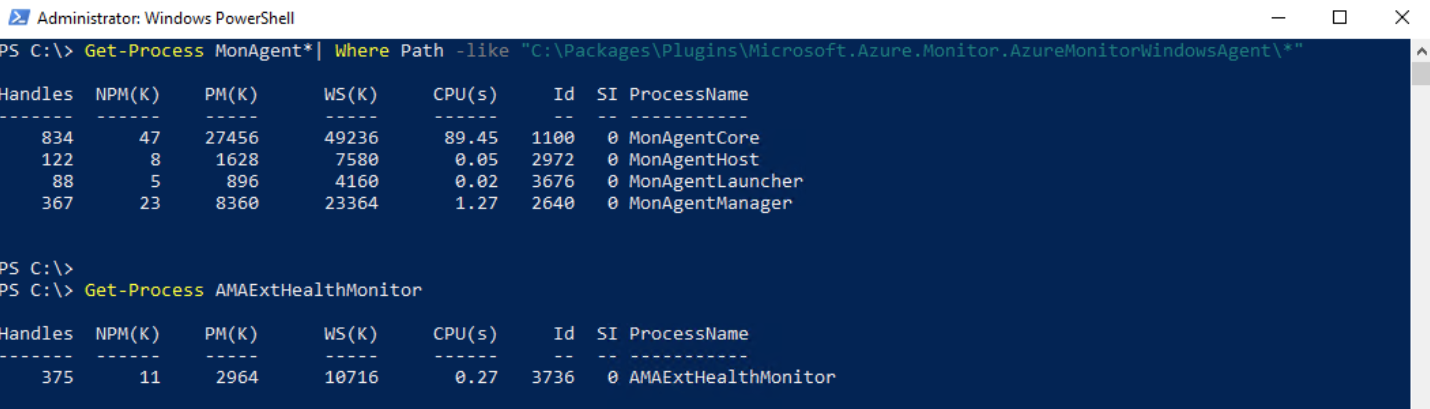 Administrator: Windows PowerShell
PS C:\> Get-Process MonAgent*| Where Path -like "C:\Packages\Plugins\Microsoft.Azure.Monitor.AzureMonitorWindowsAgent\*"
Handles  NPM(K)    PM(K)      WS(K)     CPU(s)     Id  SI ProcessName
-------  ------    -----      -----     ------     --  -- -----------
    834      47    27456      49236      89.45   1100   0 MonAgentCore
    122       8     1628       7580       0.05   2972   0 MonAgentHost
     88       5      896       4160       0.02   3676   0 MonAgentLauncher
    367      23     8360      23364       1.27   2640   0 MonAgentManager
PS C:\>
PS C:\> Get-Process AMAExtHealthMonitor
Handles  NPM(K)    PM(K)      WS(K)     CPU(s)     Id  SI ProcessName
-------  ------    -----      -----     ------     --  -- -----------
    375      11     2964      10716       0.27   3736   0 AMAExtHealthMonitor